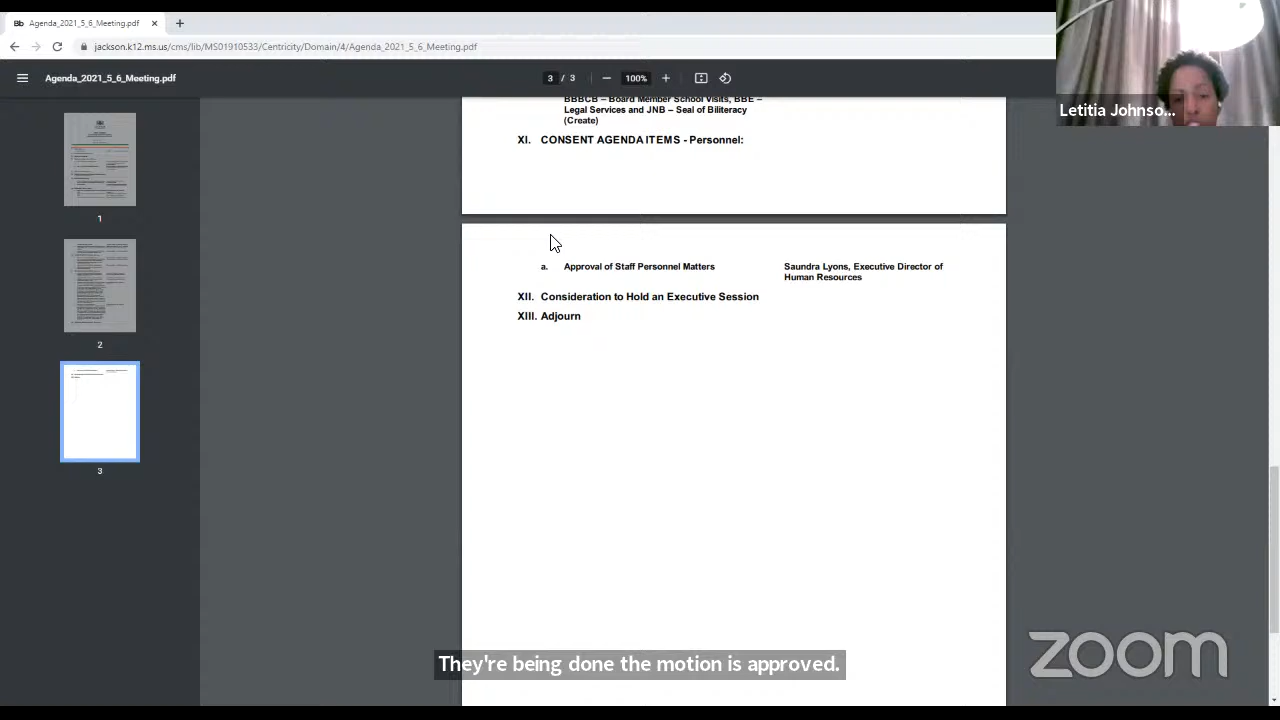 Bb Agenda_2021_5_6_Meeting.pdf
jackson.k12.ms.us/cms/lib/MS01910533/Centricity/Domain/4/Agenda_2021_5_6_Meeting.pdf
Agenda_2021_5_6_Meeting.pdf
3 / 3
100%
Letitia Johnso...
BBBCB – Board Member School Visits, BBE –
Legal Services and JNB – Seal of Biliteracy
(Create)
XI. CONSENT AGENDA ITEMS - Personnel:
1
a. Approval of Staff Personnel Matters
Saundra Lyons, Executive Director of
Human Resources
XII. Consideration to Hold an Executive Session
XIII. Adjourn
2
3
They're being done the motion is approved.
zoom